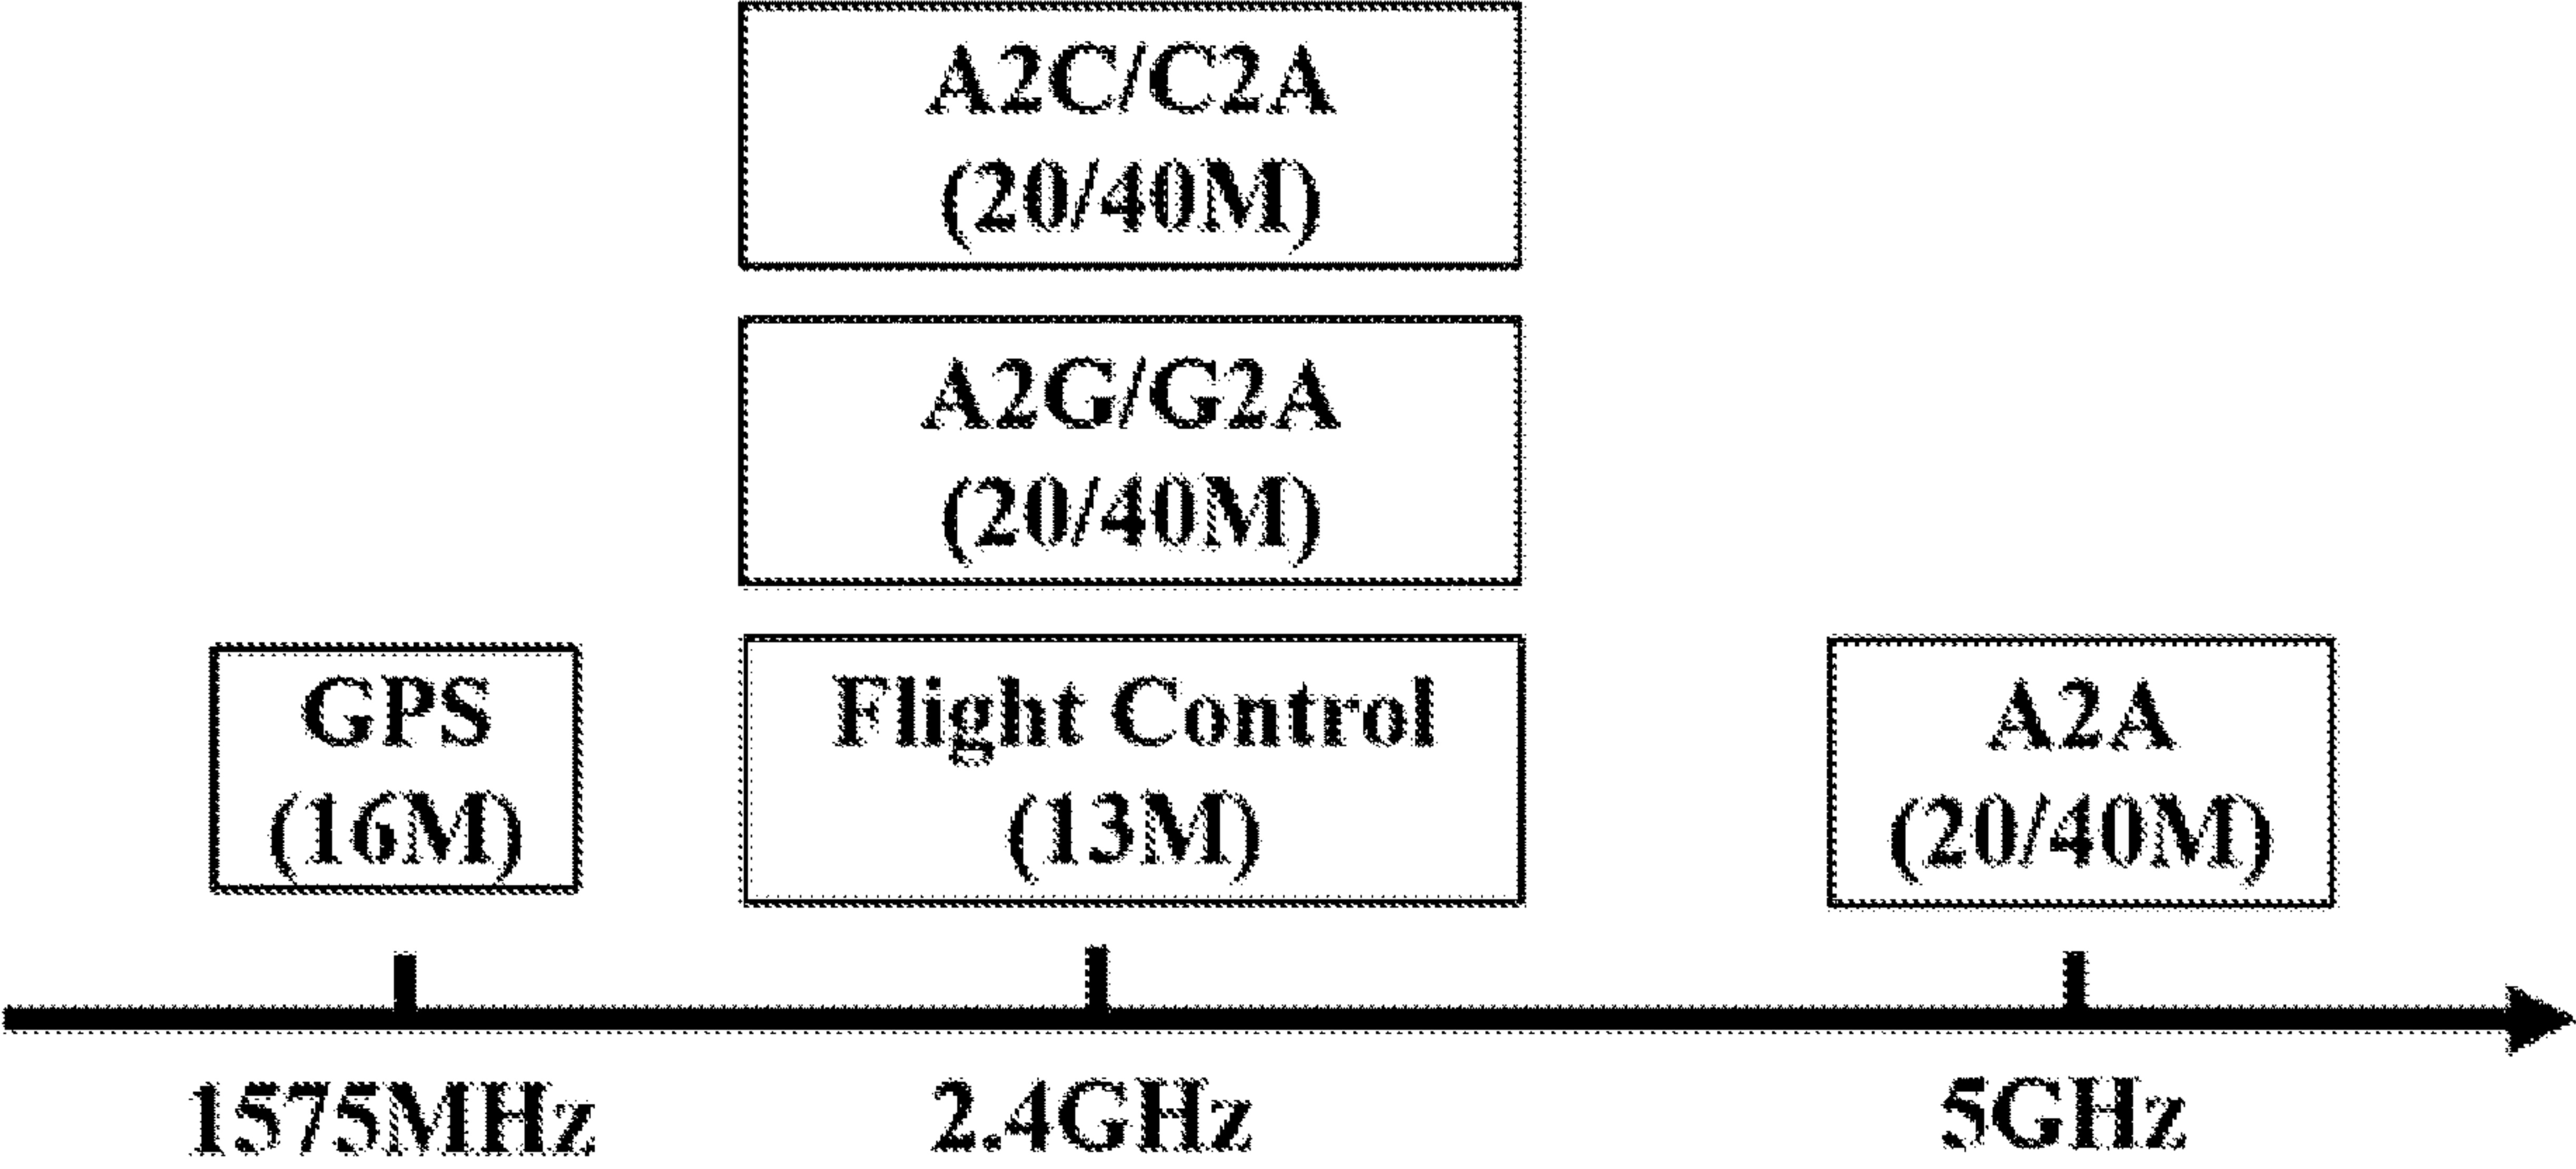 A2C/C2A
(20/40M)
A2G/G2A
(20/40M)
GPS
(16M)
Flight Control
(13M)
A2A
(20/40M)
1575MHz
2.4GHz
5GHz